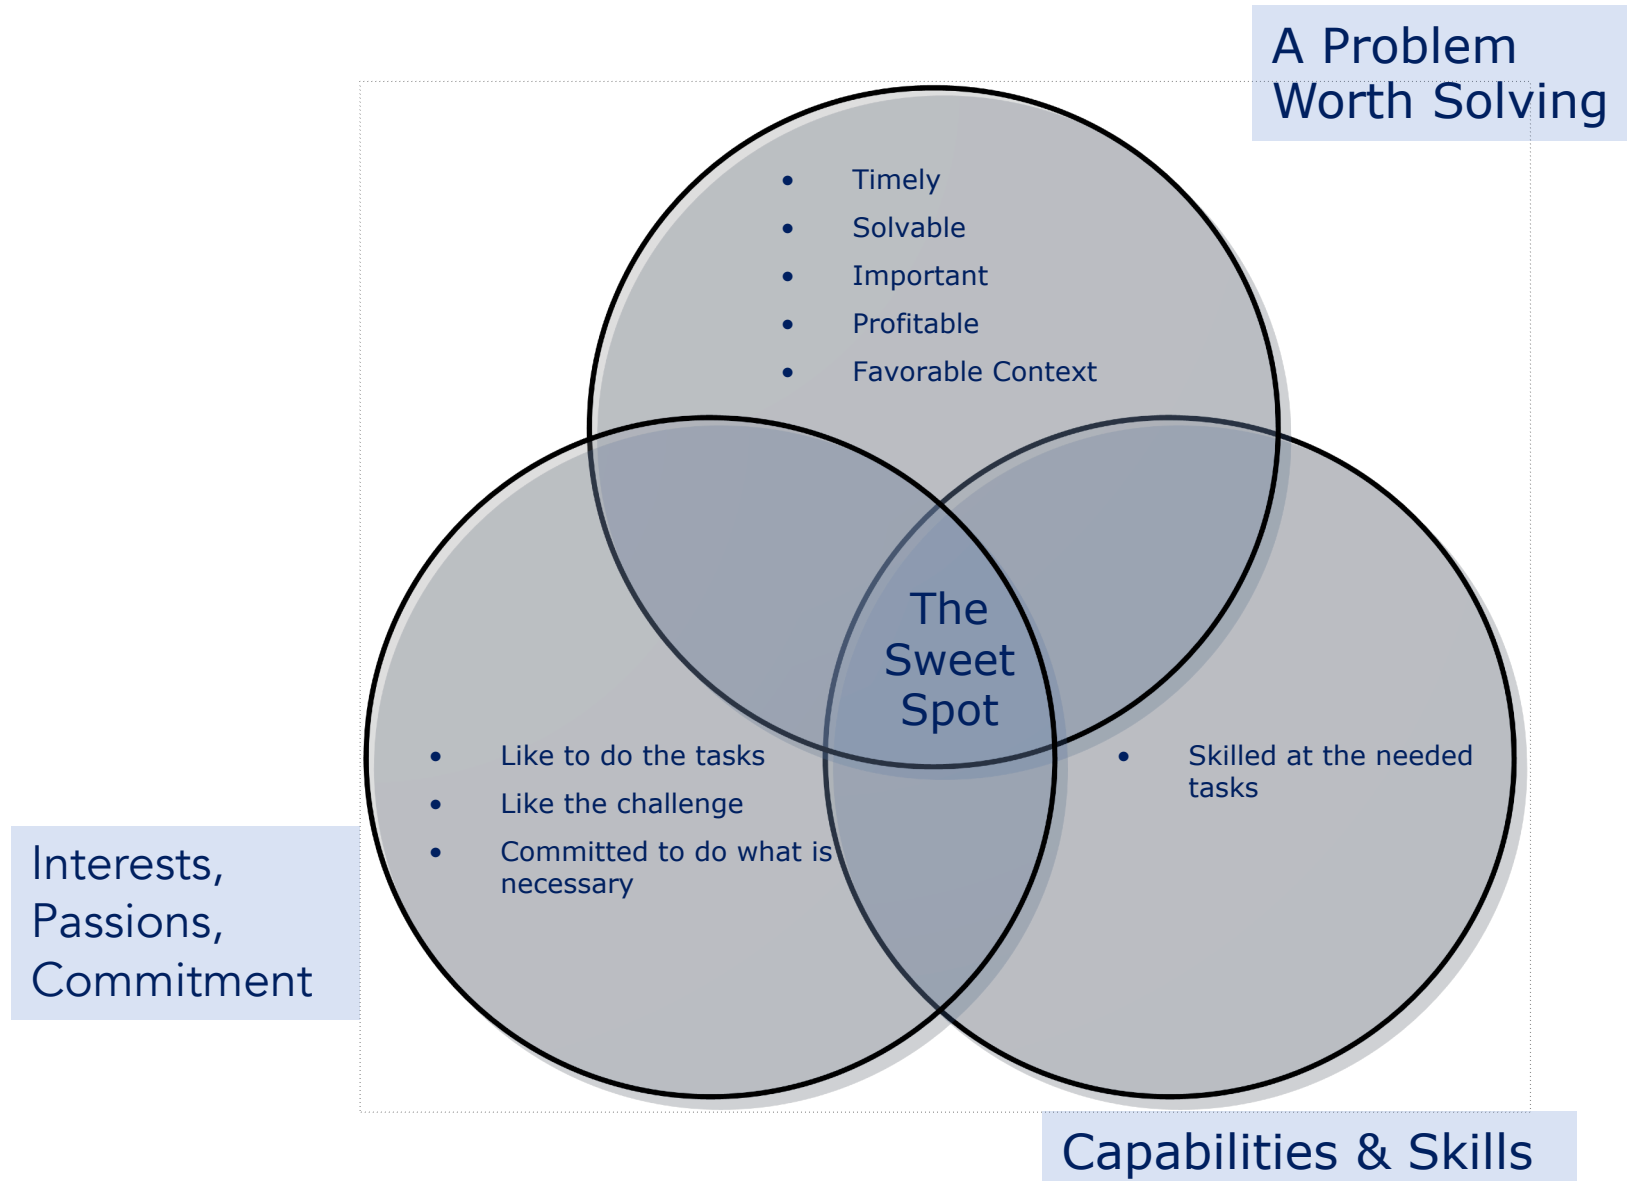 A Problem
Worth Solving
• Timely
• Solvable
• Important
• Profitable
• Favorable Context
The
Sweet
Spot
• Like to do the tasks
• Like the challenge
• Committed to do what is
necessary
• Skilled at the needed
tasks
Interests,
Passions,
Commitment
Capabilities & Skills